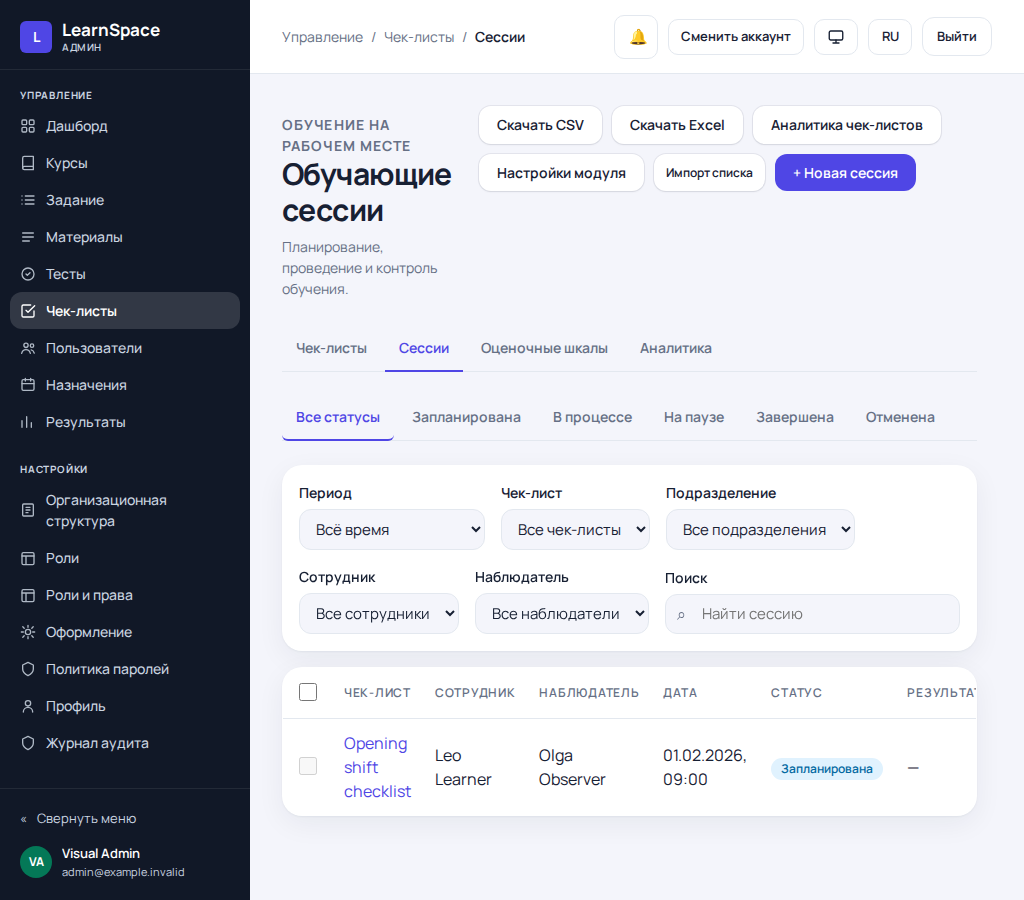 L
LearnSpace
АДМИН
УПРАВЛЕНИЕ
Дашборд
Курсы
Задание
Материалы
Тесты
Чек-листы
Пользователи
Назначения
Результаты
НАСТРОЙКИ
Организационная
структура
Роли
Роли и права
Оформление
Политика паролей
Профиль
Журнал аудита
« Свернуть меню
VA
Visual Admin
admin@example.invalid
Управление / Чек-листы / Сессии
Сменить аккаунт
RU
Выйти
ОБУЧЕНИЕ НА
РАБОЧЕМ МЕСТЕ
Обучающие
сессии
Планирование,
проведение и контроль
обучения.
Скачать CSV
Скачать Excel
Аналитика чек-листов
Настройки модуля
Импорт списка
+ Новая сессия
Чек-листы
Сессии
Оценочные шкалы
Аналитика
Все статусы
Запланирована
В процессе
На паузе
Завершена
Отменена
Период
Чек-лист
Подразделение
Всё время
Все чек-листы
Все подразделения
Сотрудник
Наблюдатель
Поиск
Все сотрудники
Все наблюдатели
Найти сессию
ЧЕК-ЛИСТ
СОТРУДНИК
НАБЛЮДАТЕЛЬ
ДАТА
СТАТУС
РЕЗУЛЬТАТ
Opening
shift
checklist
Leo
Learner
Olga
Observer
01.02.2026,
09:00
Запланирована
—